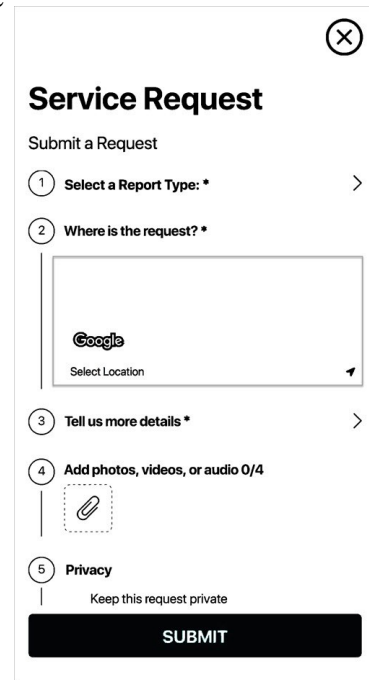 Service Request
Submit a Request
1 Select a Report Type: *
2 Where is the request? *
Google
Select Location
3 Tell us more details *
4 Add photos, videos, or audio 0/4
5 Privacy
Keep this request private
SUBMIT